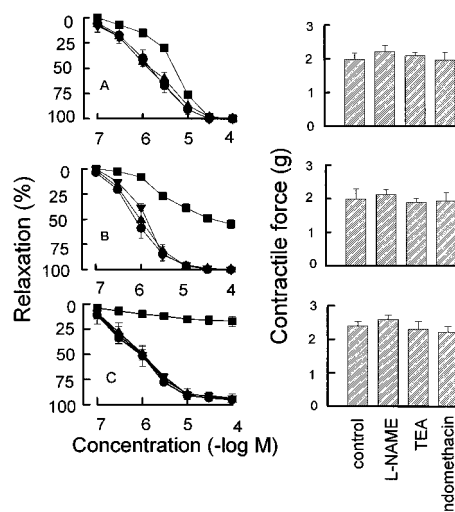 0
25
50
75
100
A
7 6 5 4
0
25
50
75
100
B
7 6 5 4
0
25
50
75
100
C
7 6 5 4
Relaxation (%)
Concentration (-log M)
3
2
1
0
3
2
1
0
3
2
1
0
Contractile force (g)
control
L-NAME
TEA
ndomethacin